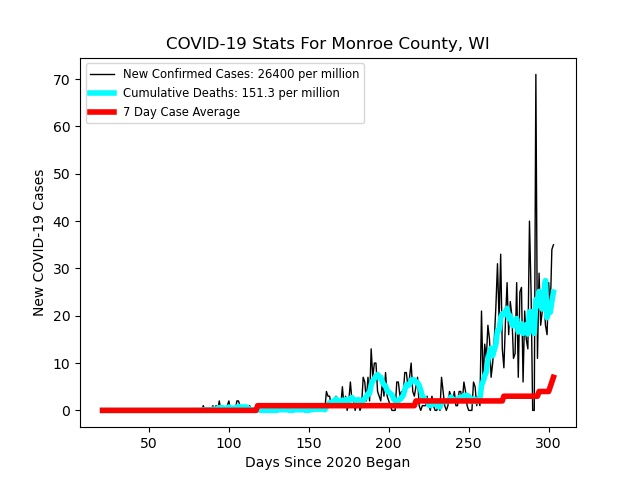 COVID-19 Stats For Monroe County, WI
New Confirmed Cases: 26400 per million
Cumulative Deaths: 151.3 per million
7 Day Case Average
New COVID-19 Cases
70
60
50
40
30
20
10
0
50 100 150 200 250 300
Days Since 2020 Began